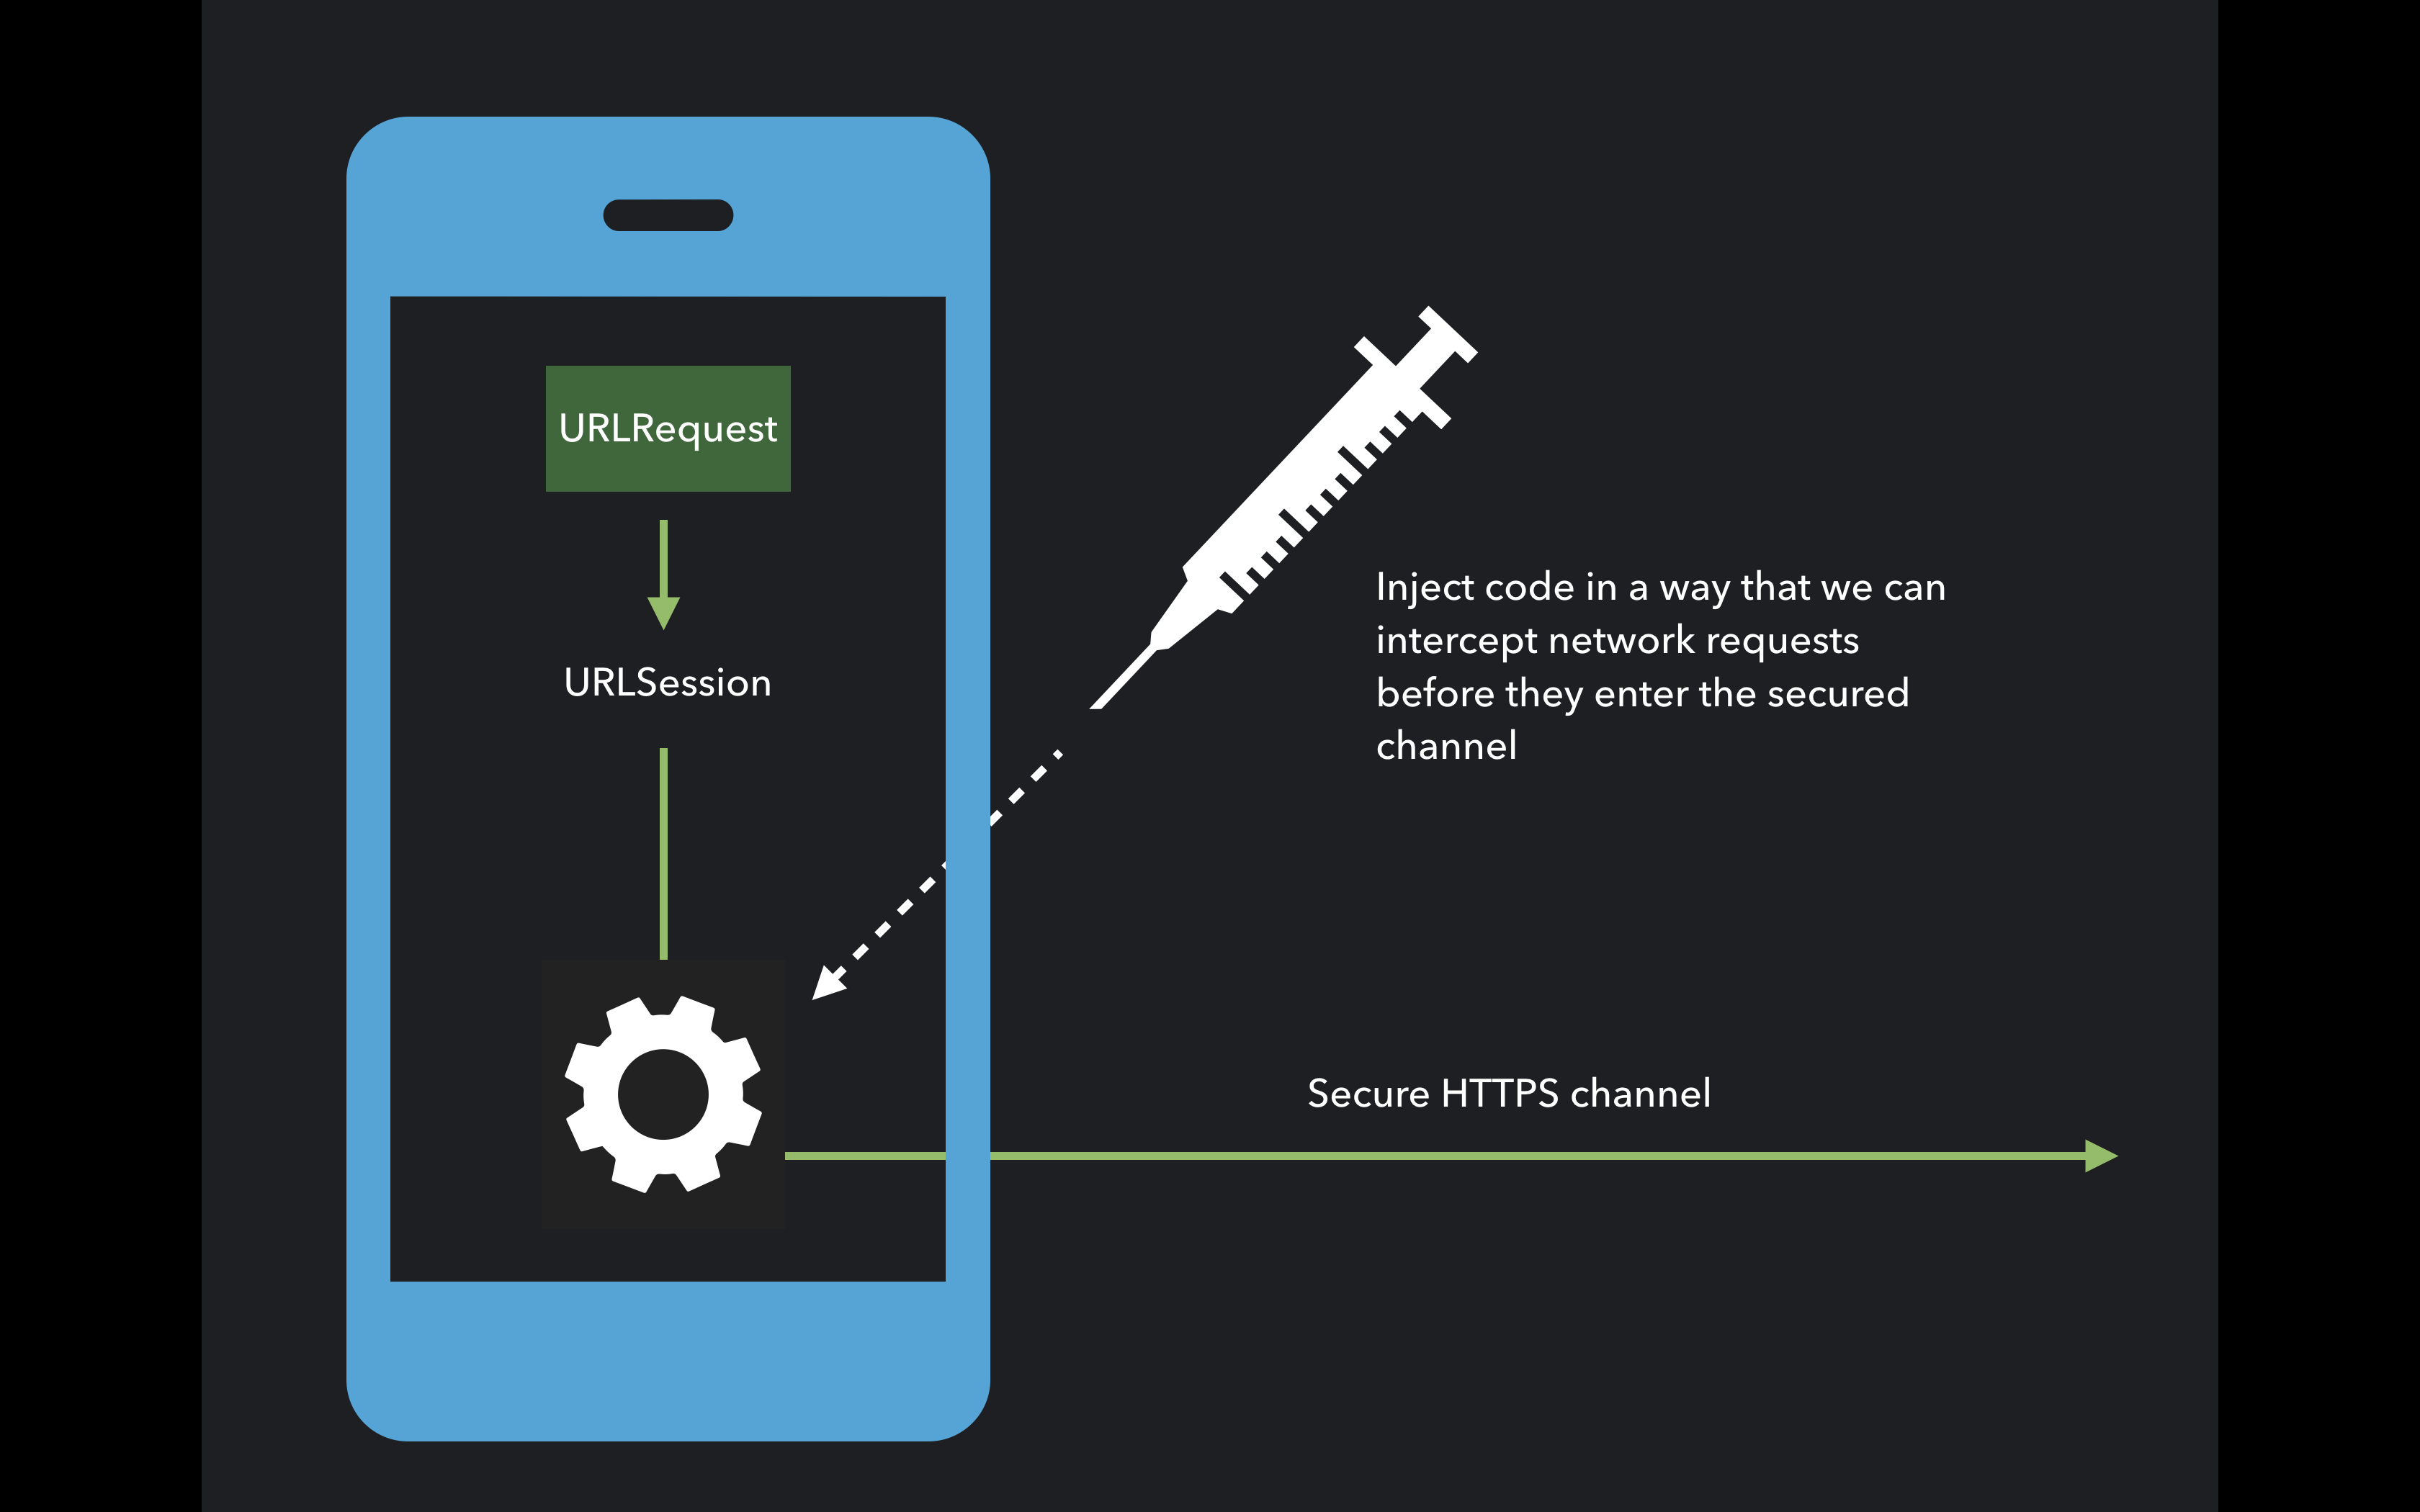 URLRequest
URLSession
Inject code in a way that we can
intercept network requests
before they enter the secured
channel
Secure HTTPS channel